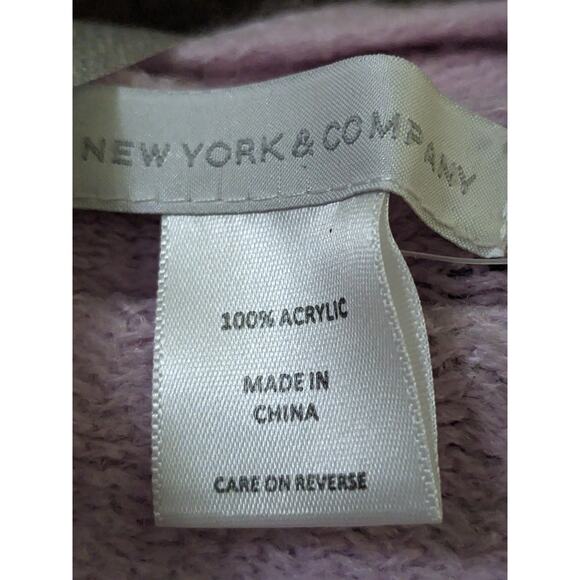 NEW YORK & COMPANY
100% ACRYLIC
MADE IN
CHINA
CARE ON REVERSE